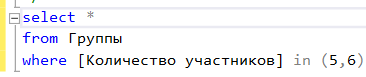 select *
from Группы
where [Количество участников] in (5,6)